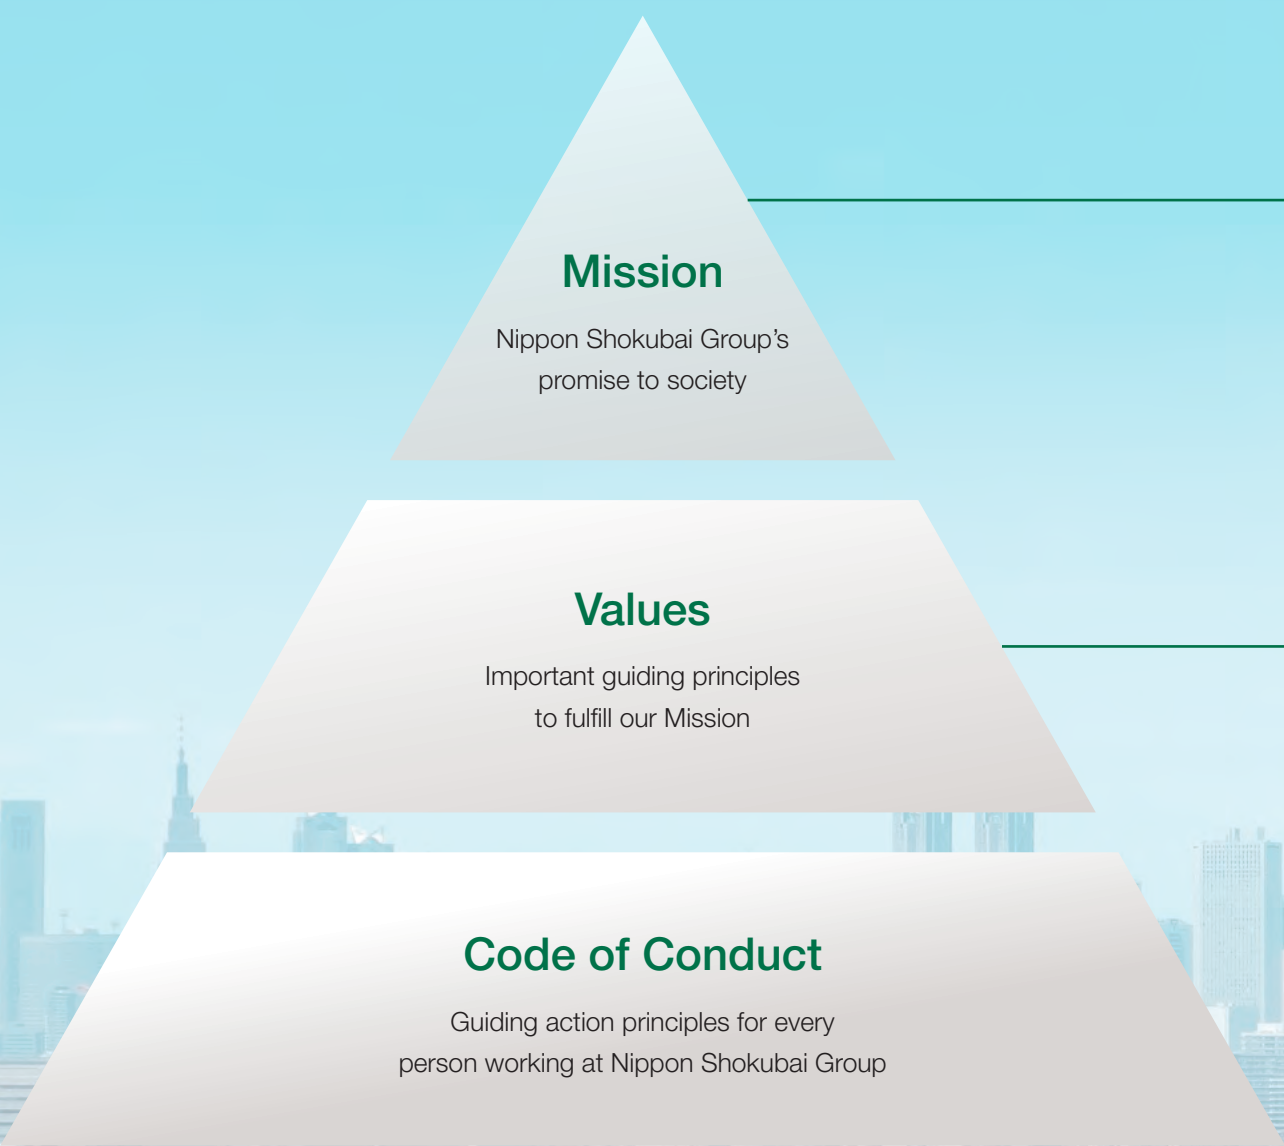 Mission
Nippon Shokubai Group’s
promise to society
Values
Important guiding principles
to fulfill our Mission
Code of Conduct
Guiding action principles for every
person working at Nippon Shokubai Group